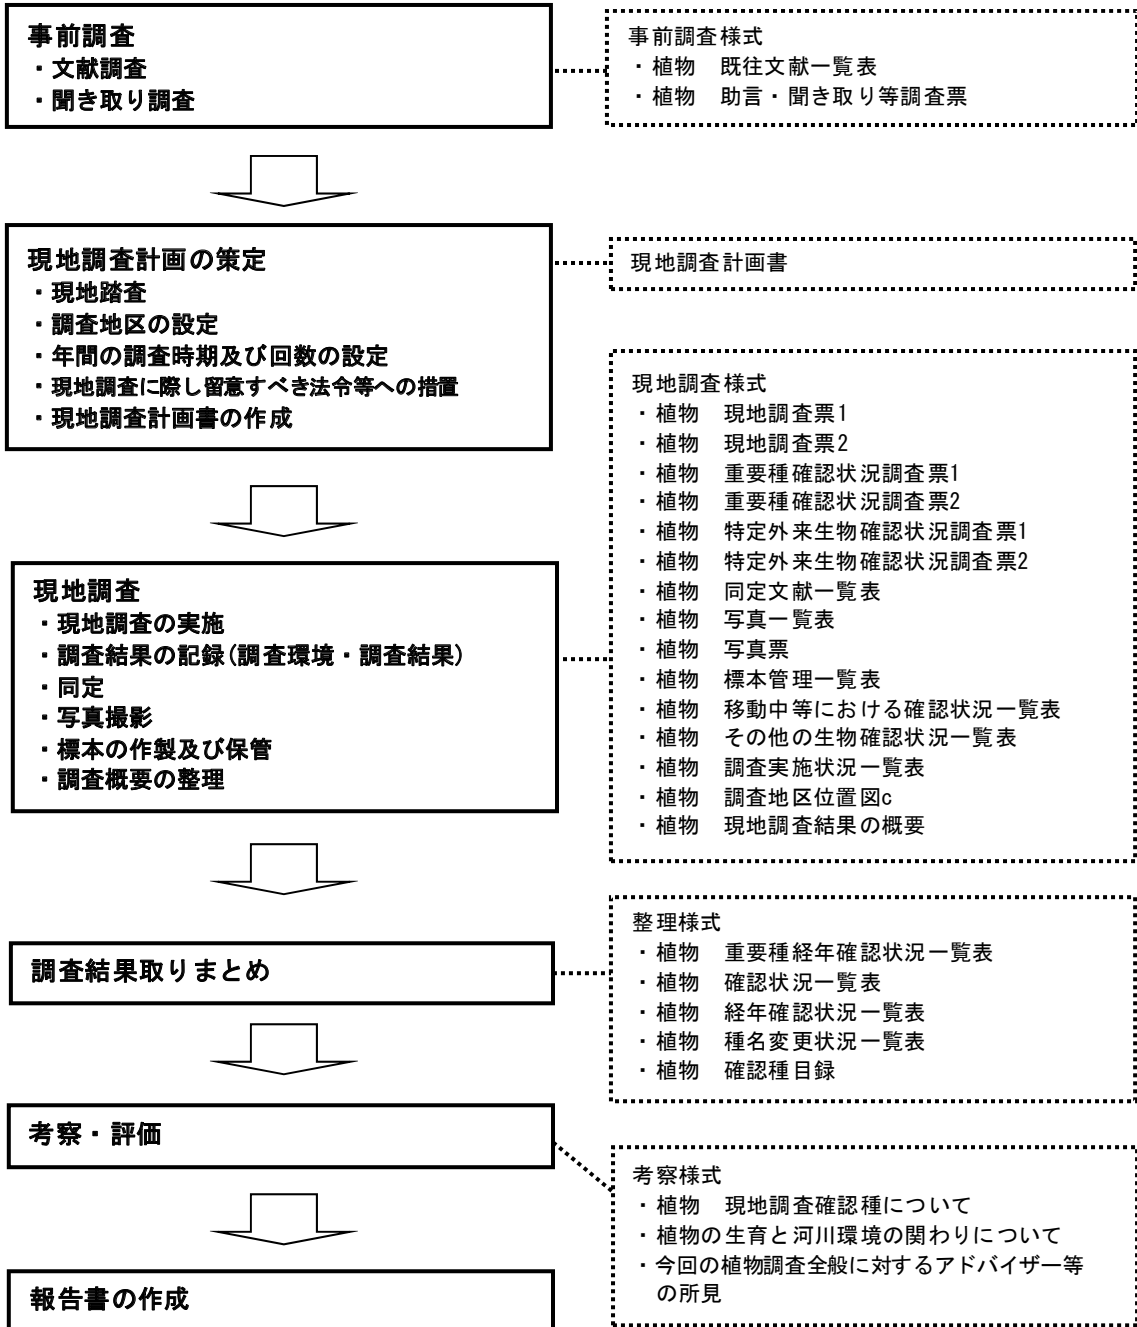 事前調査
・文献調査
・聞き取り調査
事前調査様式
・植物　既往文献一覧表
・植物　助言・聞き取り等調査票
現地調査計画の策定
・現地踏査
・調査地区の設定
・年間の調査時期及び回数の設定
・現地調査に際し留意すべき法令等への措置
・現地調査計画書の作成
現地調査計画書
現地調査
・現地調査の実施
・調査結果の記録(調査環境・調査結果)
・同定
・写真撮影
・標本の作製及び保管
・調査概要の整理
現地調査様式
・植物　現地調査票1
・植物　現地調査票2
・植物　重要種確認状況調査票1
・植物　重要種確認状況調査票2
・植物　特定外来生物確認状況調査票1
・植物　特定外来生物確認状況調査票2
・植物　同定文献一覧表
・植物　写真一覧表
・植物　写真票
・植物　標本管理一覧表
・植物　移動中等における確認状況一覧表
・植物　その他の生物確認状況一覧表
・植物　調査実施状況一覧表
・植物　調査地区位置図c
・植物　現地調査結果の概要
調査結果取りまとめ
整理様式
・植物　重要種経年確認状況一覧表
・植物　確認状況一覧表
・植物　経年確認状況一覧表
・植物　種名変更状況一覧表
・植物　確認種目録
考察・評価
考察様式
・植物　現地調査確認種について
・植物の生育と河川環境の関わりについて
・今回の植物調査全般に対するアドバイザー等
の所見
報告書の作成